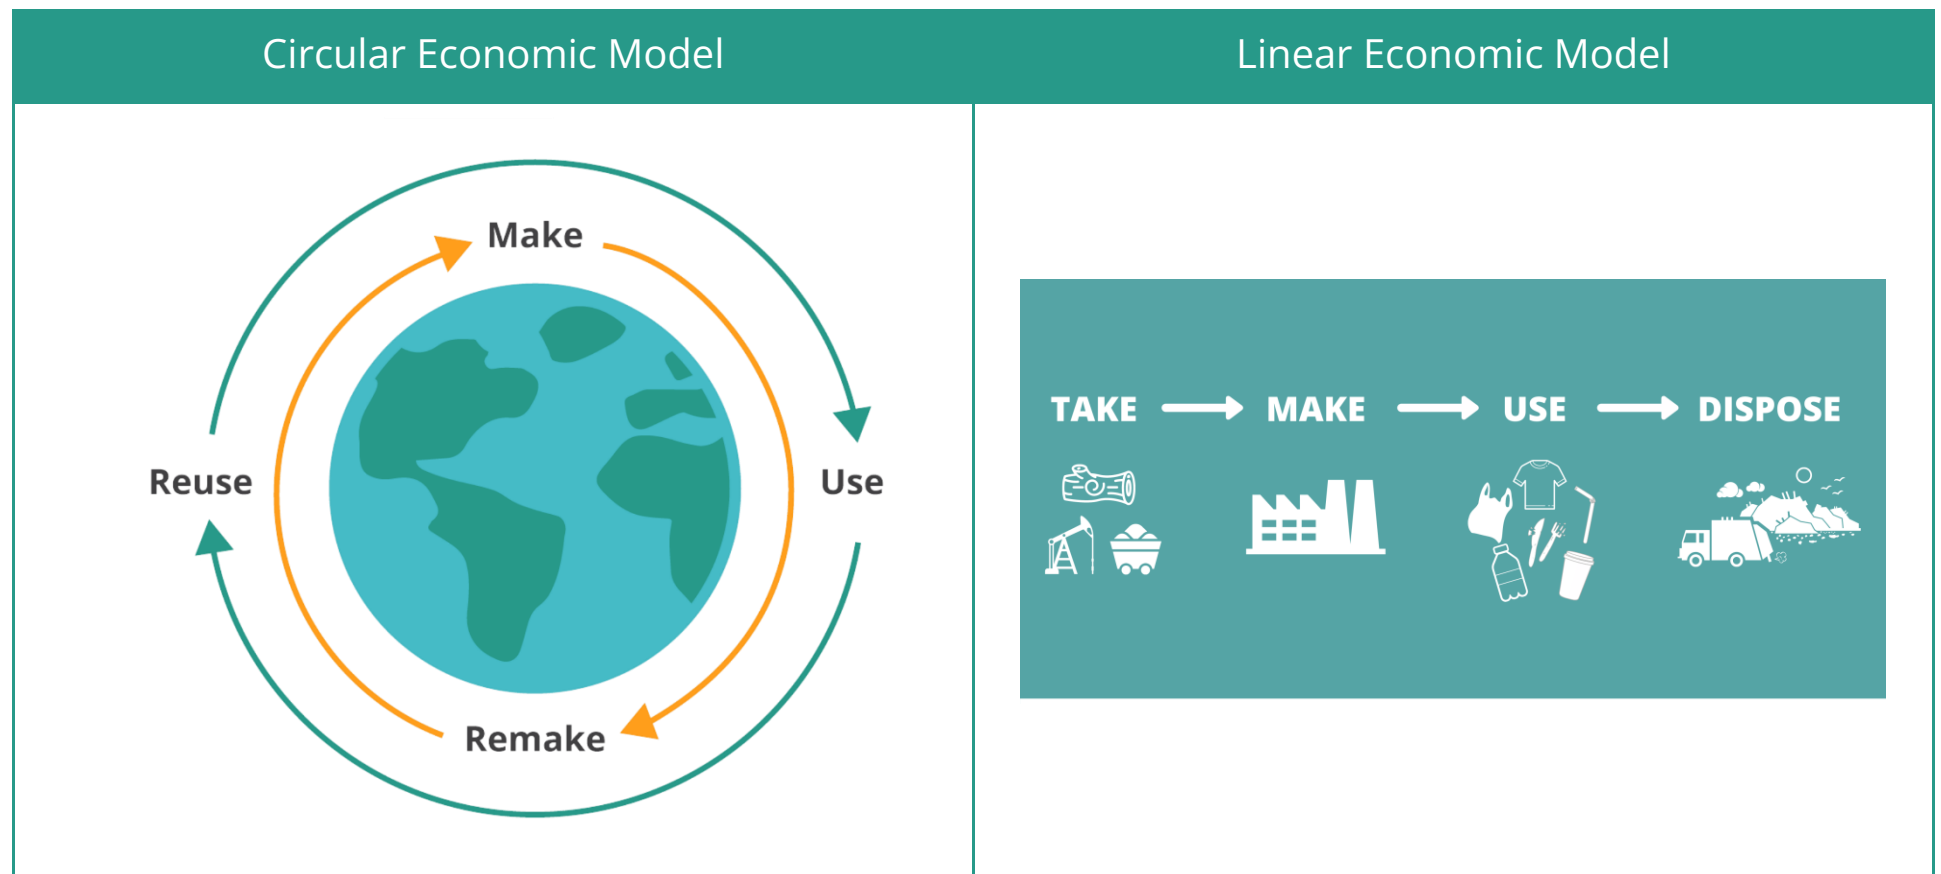 Circular Economic Model
Linear Economic Model
Make
Reuse
Use
Remake
TAKE
MAKE
USE
DISPOSE